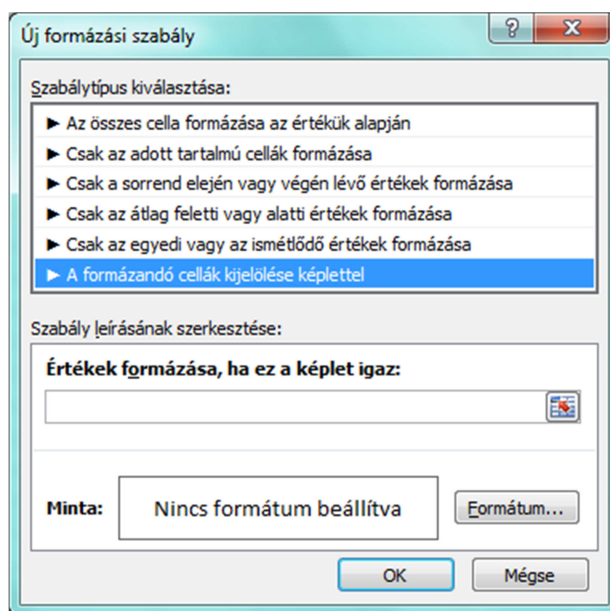 Új formázási szabály
Szabálytípus kiválasztása:
► Az összes cella formázása az értékük alapján
► Csak az adott tartalmú cellák formázása
► Csak a sorrend elején vagy végén lévő értékek formázása
► Csak az átlag feletti vagy alatti értékek formázása
► Csak az egyedi vagy az ismétlődő értékek formázása
► A formázandó cellák kijelölése képlettel
Szabály leírásának szerkesztése:
Értékek formázása, ha ez a képlet igaz:
Minta: Nincs formátum beállítva Formátum...
OK Mégse